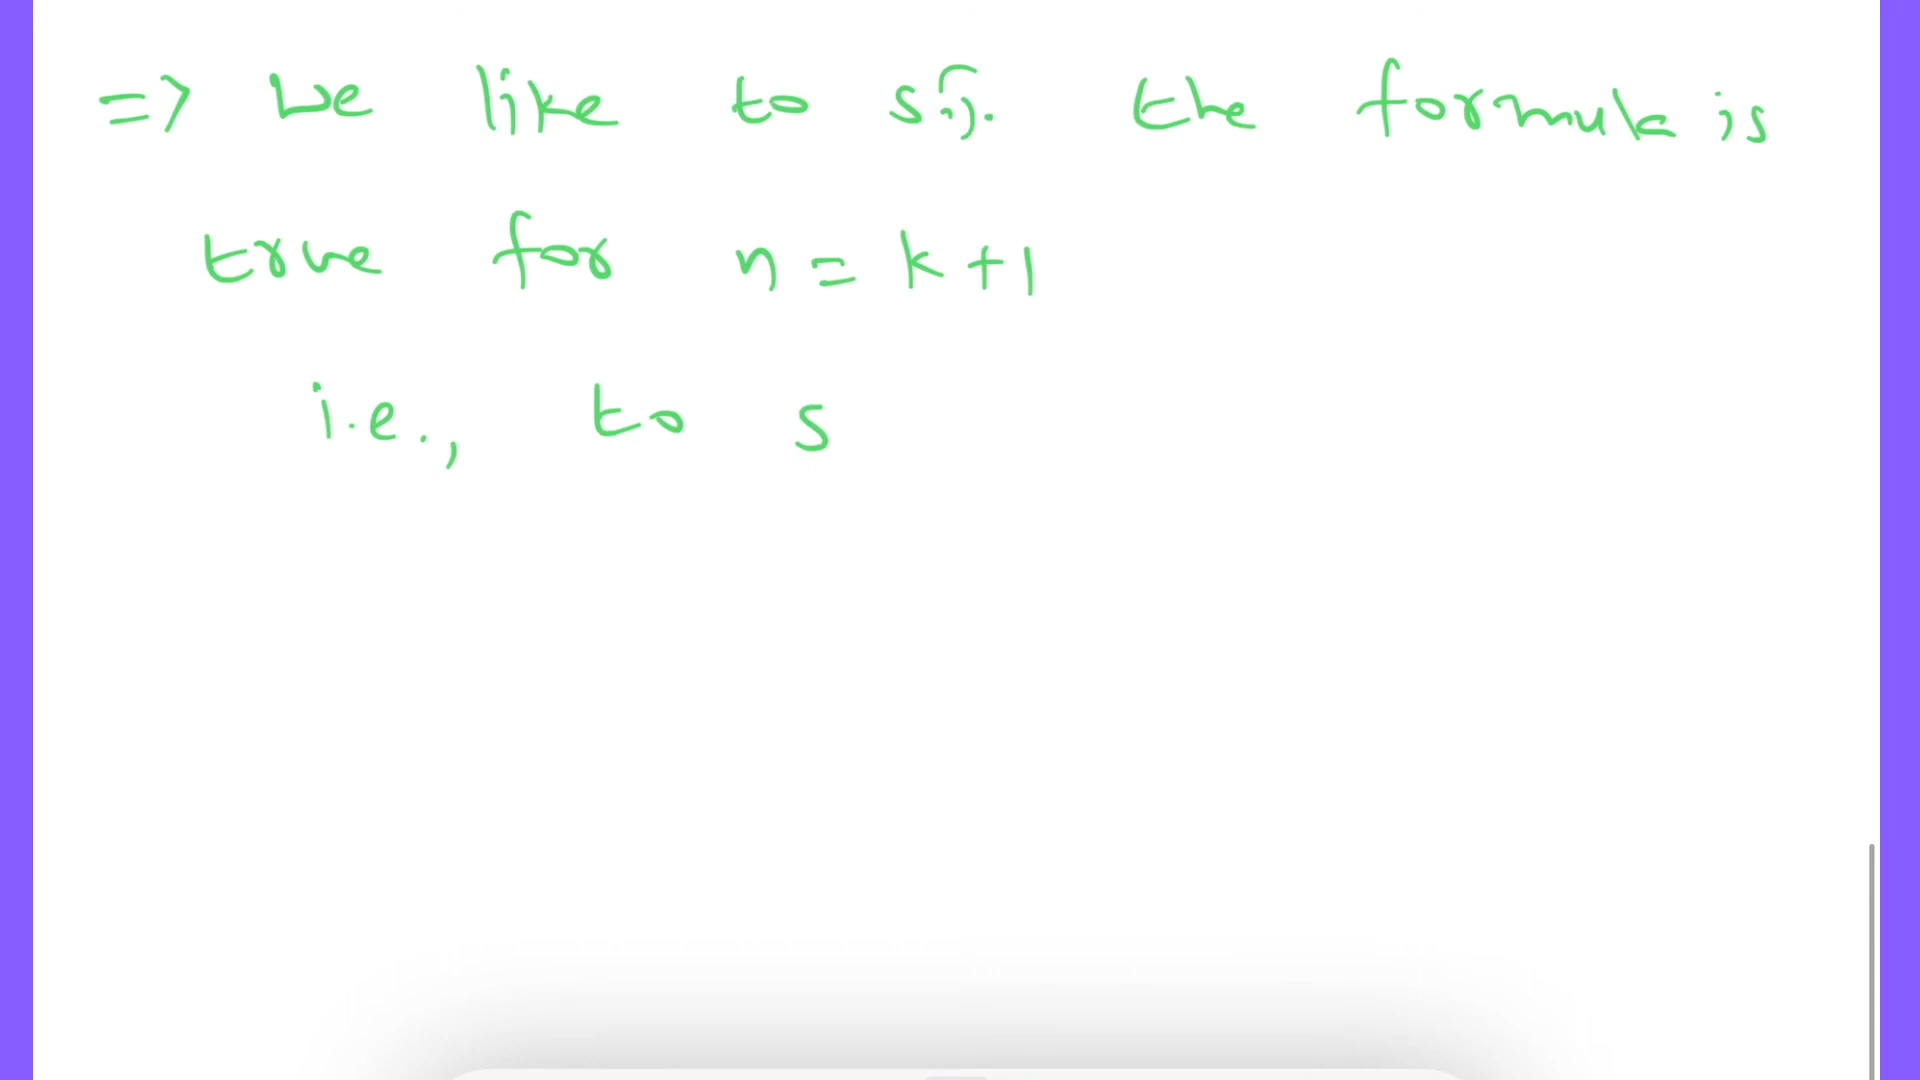 => We like to S.T. the formula is
true for n = k + 1
i.e., to s